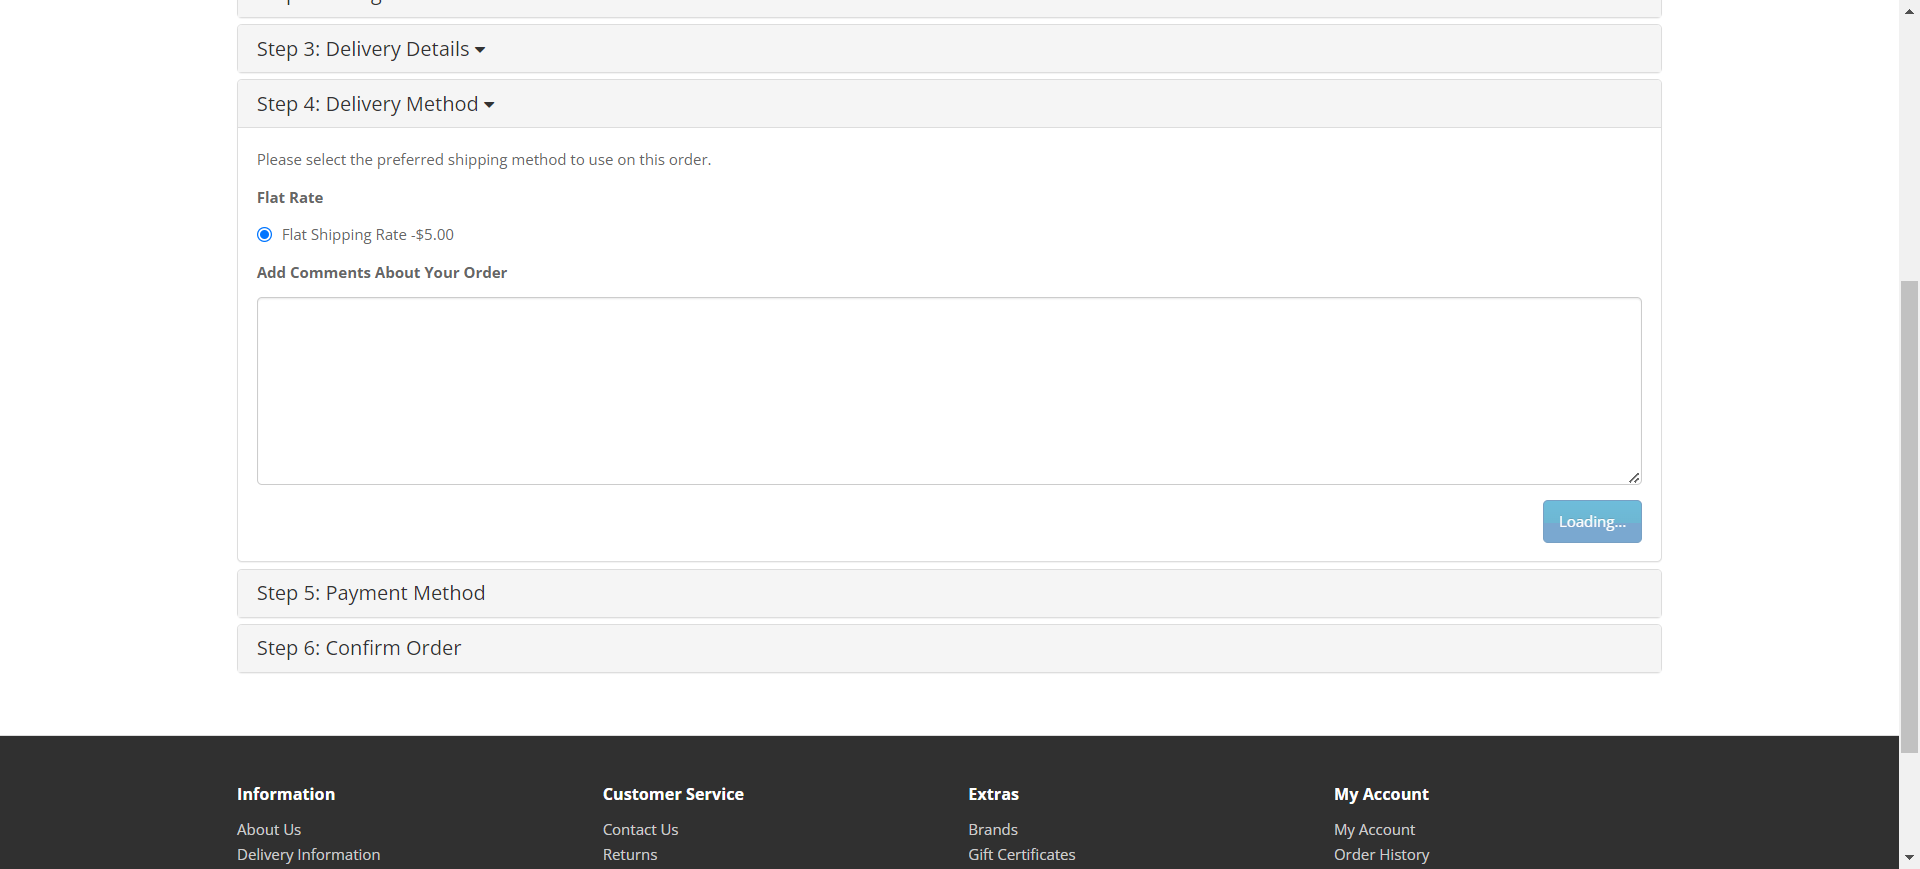 Step 3: Delivery Details
Step 4: Delivery Method
Please select the preferred shipping method to use on this order.
Flat Rate
Flat Shipping Rate -$5.00
Add Comments About Your Order
Loading...
Step 5: Payment Method
Step 6: Confirm Order
Information
Customer Service
Extras
My Account
About Us
Contact Us
Brands
My Account
Delivery Information
Returns
Gift Certificates
Order History